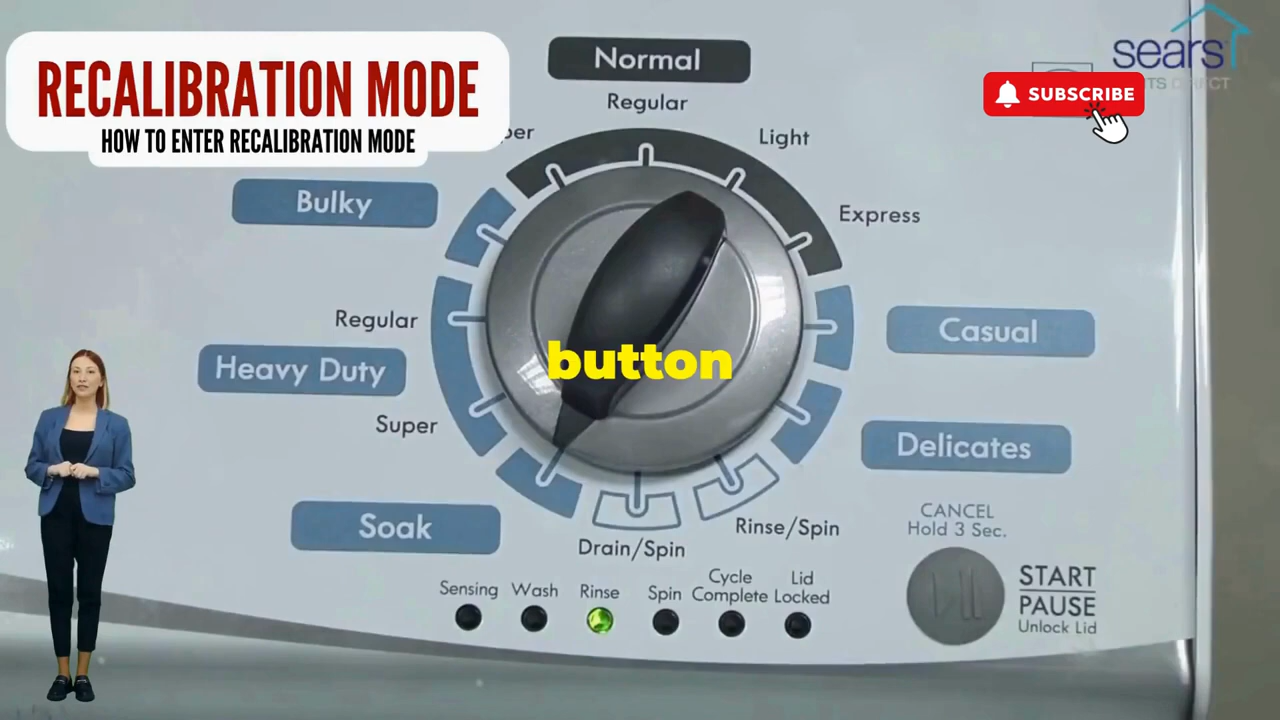 RECALIBRATION MODE
HOW TO ENTER RECALIBRATION MODE
sears
DIRECT
SUBSCRIBE
Normal
Regular
Light
Express
Bulky
Regular
Heavy Duty
Super
Soak
Casual
Delicates
Rinse/Spin
Drain/Spin
button
CANCEL
Hold 3 Sec.
START
PAUSE
Unlock Lid
Sensing
Wash
Rinse
Spin
Cycle
Complete
Lid
Locked